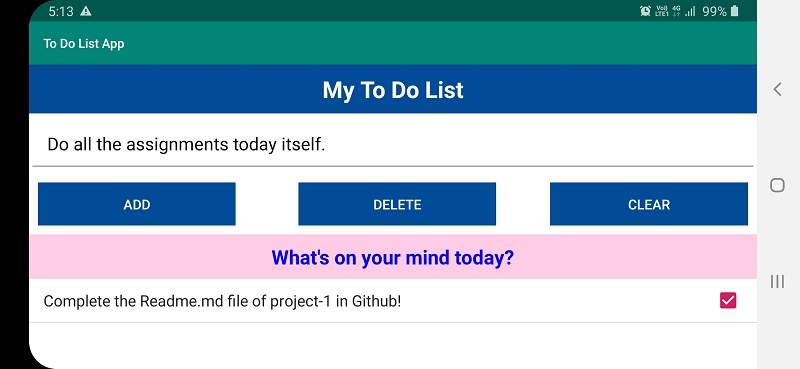 5:13
Vo) 4G
LTE1 99%
To Do List App
My To Do List
Do all the assignments today itself.
ADD DELETE CLEAR
What's on your mind today?
Complete the Readme.md file of project-1 in Github!